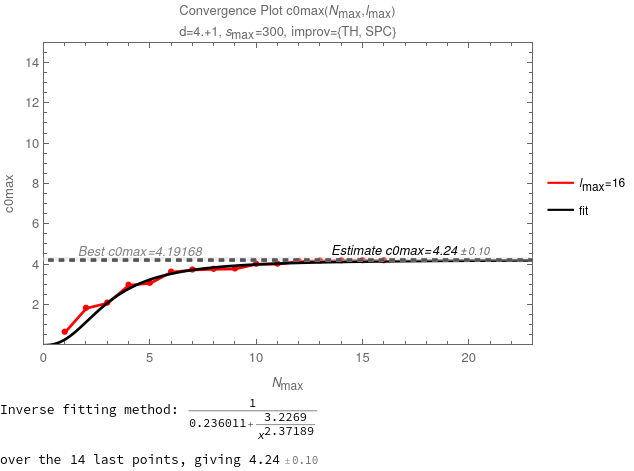 Convergence Plot c0max(Nmax,lmax)
d=4.+1, smax=300, improv={TH, SPC}
14
12
10
8
6
4
2
c0max
Best c0max=4.19168
Estimate c0max=4.24 ±0.10
lmax=16
fit
0 5 10 15 20
Nmax
Inverse fitting method: 1
0.236011+ 3.2269
x2.37189
over the 14 last points, giving 4.24 ±0.10